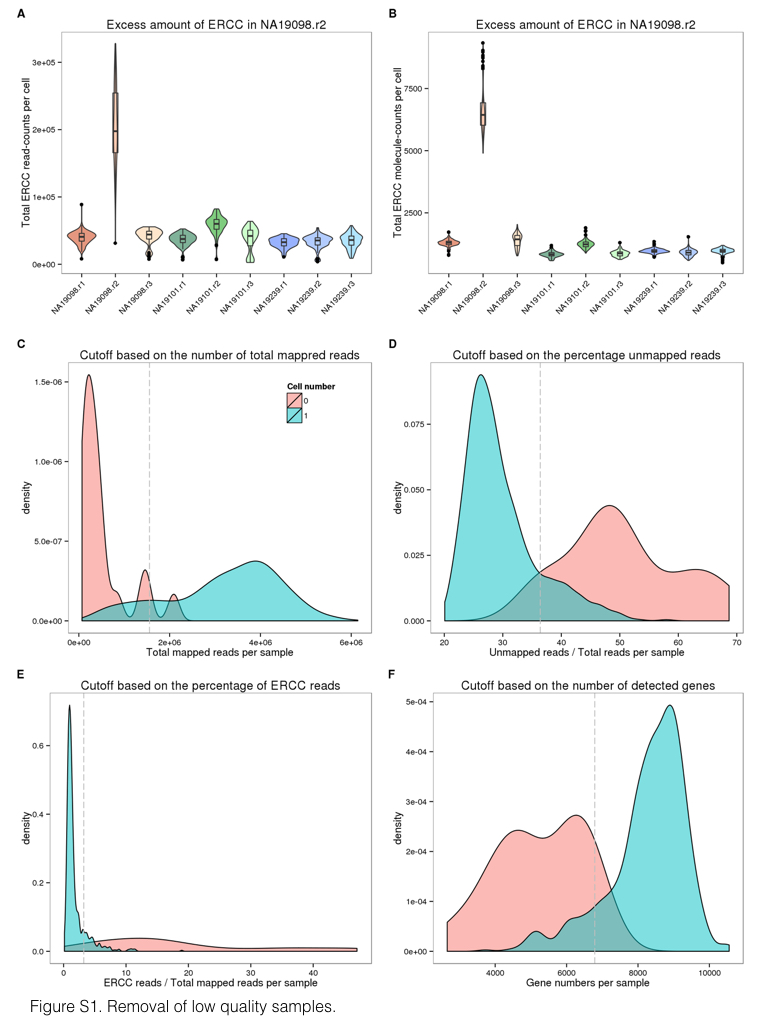 A
Excess amount of ERCC in NA19098.r2
Total ERCC read-counts per cell
3e+05
2e+05
1e+05
0e+00
NA19098.r1
NA19098.r2
NA19098.r3
NA19101.r1
NA19101.r2
NA19101.r3
NA19239.r1
NA19239.r2
NA19239.r3
B
Excess amount of ERCC in NA19098.r2
Total ERCC molecule-counts per cell
7500
5000
2500
NA19098.r1
NA19098.r2
NA19098.r3
NA19101.r1
NA19101.r2
NA19101.r3
NA19239.r1
NA19239.r2
NA19239.r3
C
Cutoff based on the number of total mappred reads
density
1.5e-06
1.0e-06
5.0e-07
0.0e+00
Cell number
0
1
0e+00 2e+06 4e+06 6e+06
Total mapped reads per sample
D
Cutoff based on the percentage unmapped reads
density
0.075
0.050
0.025
0.000
20 30 40 50 60 70
Unmapped reads / Total reads per sample
E
Cutoff based on the percentage of ERCC reads
density
0.6
0.4
0.2
0.0
0 10 20 30 40
ERCC reads / Total mapped reads per sample
F
Cutoff based on the number of detected genes
density
5e-04
4e-04
3e-04
2e-04
1e-04
0e+00
4000 6000 8000 10000
Gene numbers per sample
Figure S1. Removal of low quality samples.